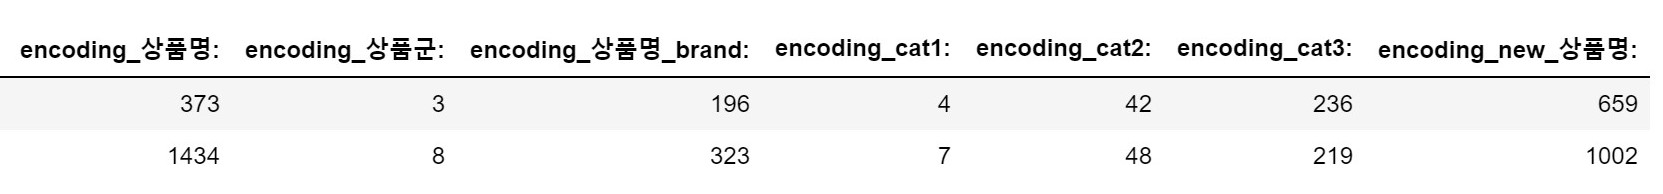 encoding_상품명: encoding_상품군: encoding_상품명_brand: encoding_cat1: encoding_cat2: encoding_cat3: encoding_new_상품명:
373 3 196 4 42 236 659
1434 8 323 7 48 219 1002